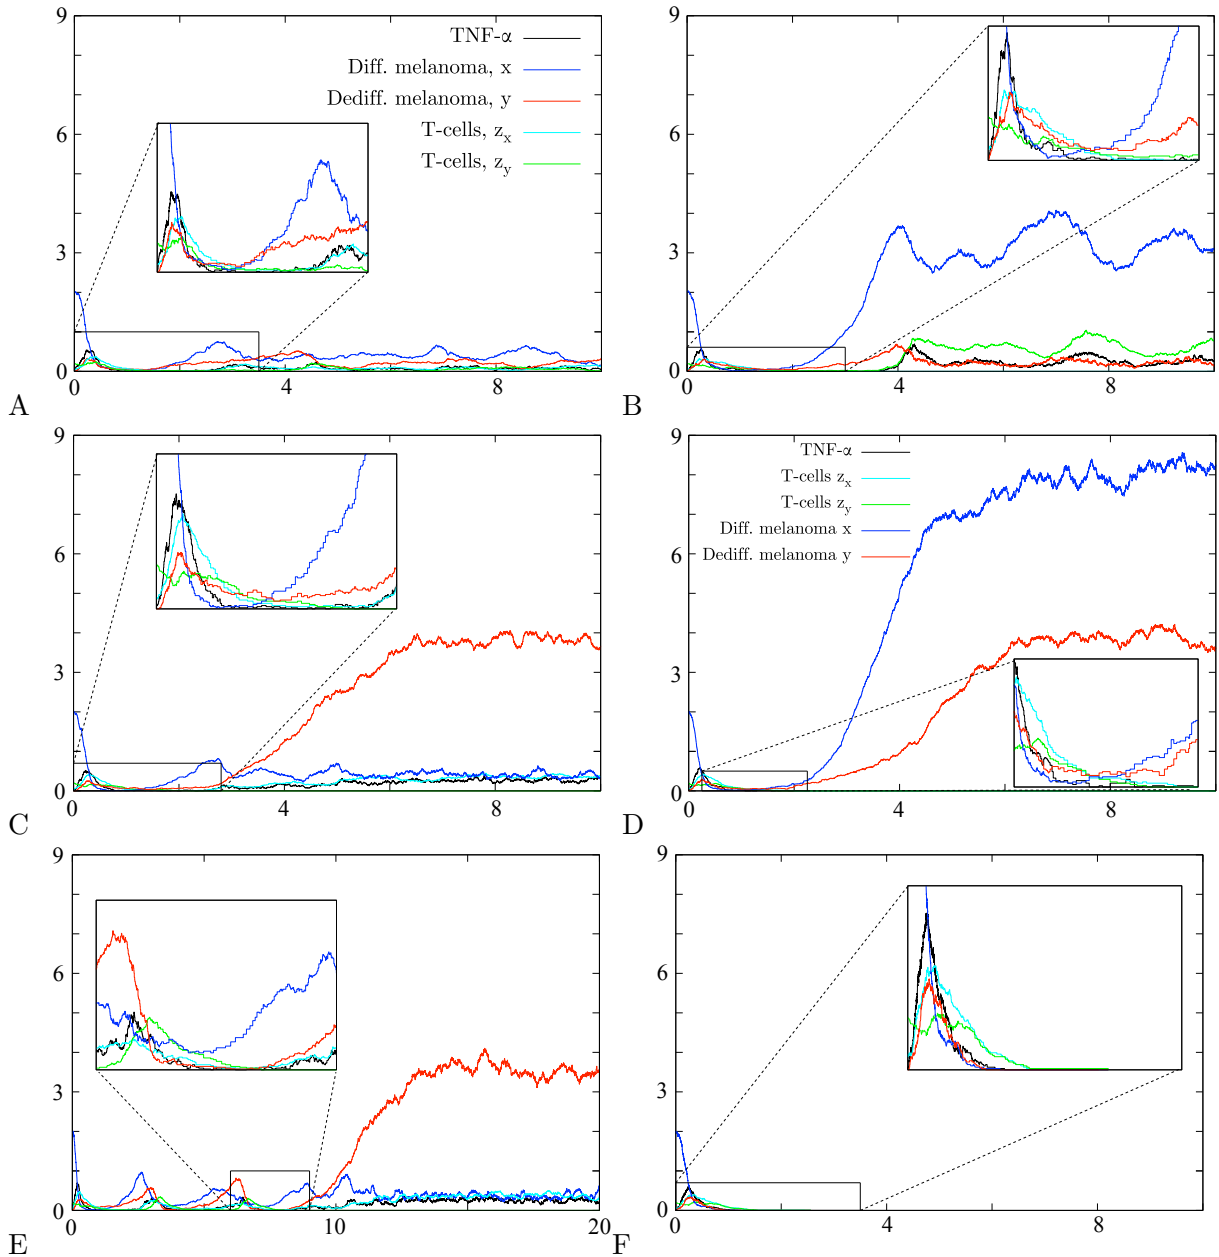 9
6
3
0
4
8
TNF-α
Diff. melanoma, x
Dediff. melanoma, y
T-cells, z_x
T-cells, z_y
A
9
6
3
0
0
4
8
B
9
6
3
0
0
4
8
C
9
6
3
0
0
4
8
TNF-α
T-cells z_x
T-cells z_y
Diff. melanoma x
Dediff. melanoma y
D
9
6
3
0
0
10
20
E
9
6
3
0
0
4
8
F